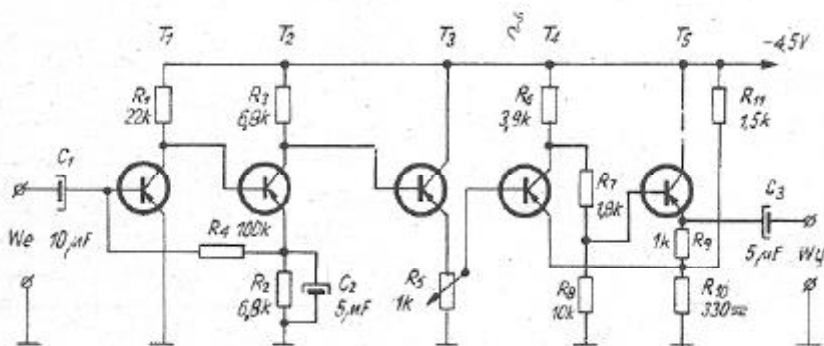 T1 T2 T3 T4 T5
-4,5V
R1
22k
R3
6,8k
R6
3,9k
R11
1,5k
C1
10µF
We
R4 100k
R2
6,8k
C2
5µF
R5
1k
R7
1,8k
R8
10k
1k R9
R10
330Ω
C3
5µF
Wy